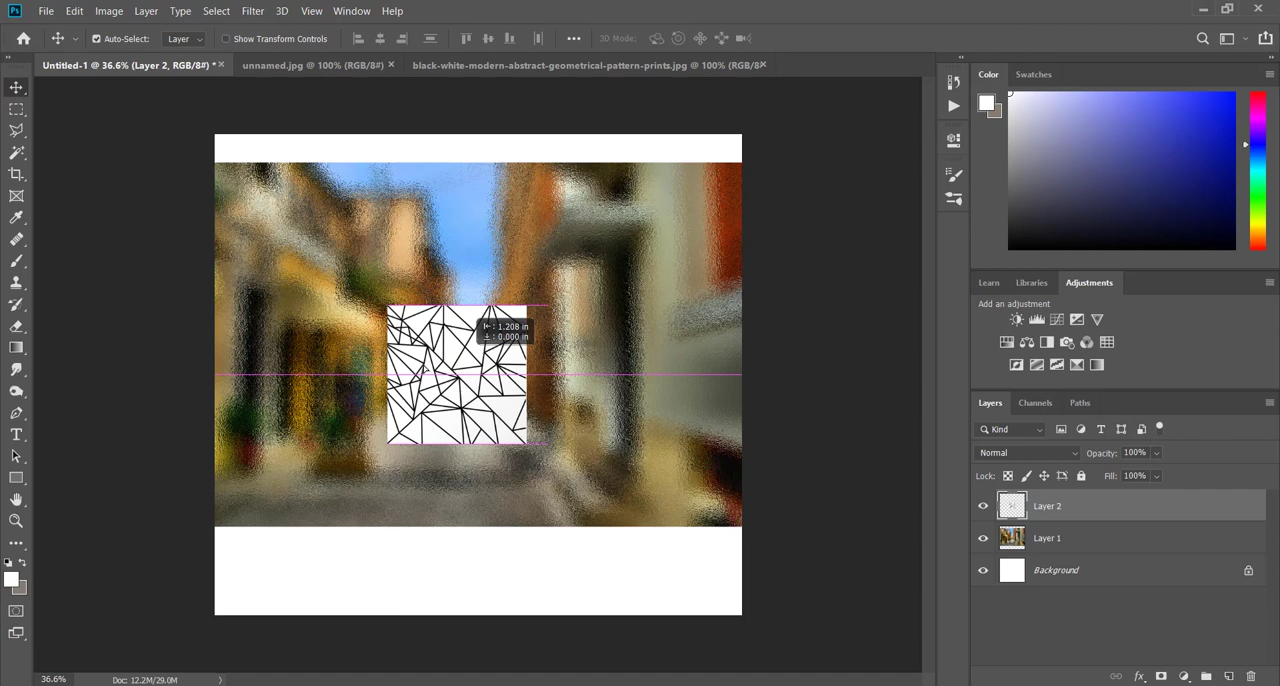 Ps File Edit Image Layer Type Select Filter 3D View Window Help
Auto-Select: Layer Show Transform Controls 3D Mode:
Untitled-1 @ 36.6% (Layer 2, RGB/8#) * unnamed.jpg @ 100% (RGB/8#) black-white-modern-abstract-geometrical-pattern-prints.jpg @ 100% (RGB/8#
Color Swatches
Learn Libraries Adjustments
Add an adjustment
: 1.208 in
: 0.000 in
Layers Channels Paths
Kind
Normal Opacity: 100%
Lock: Fill: 100%
Layer 2
Layer 1
Background
fx
36.6% Doc: 12.2M/29.0M